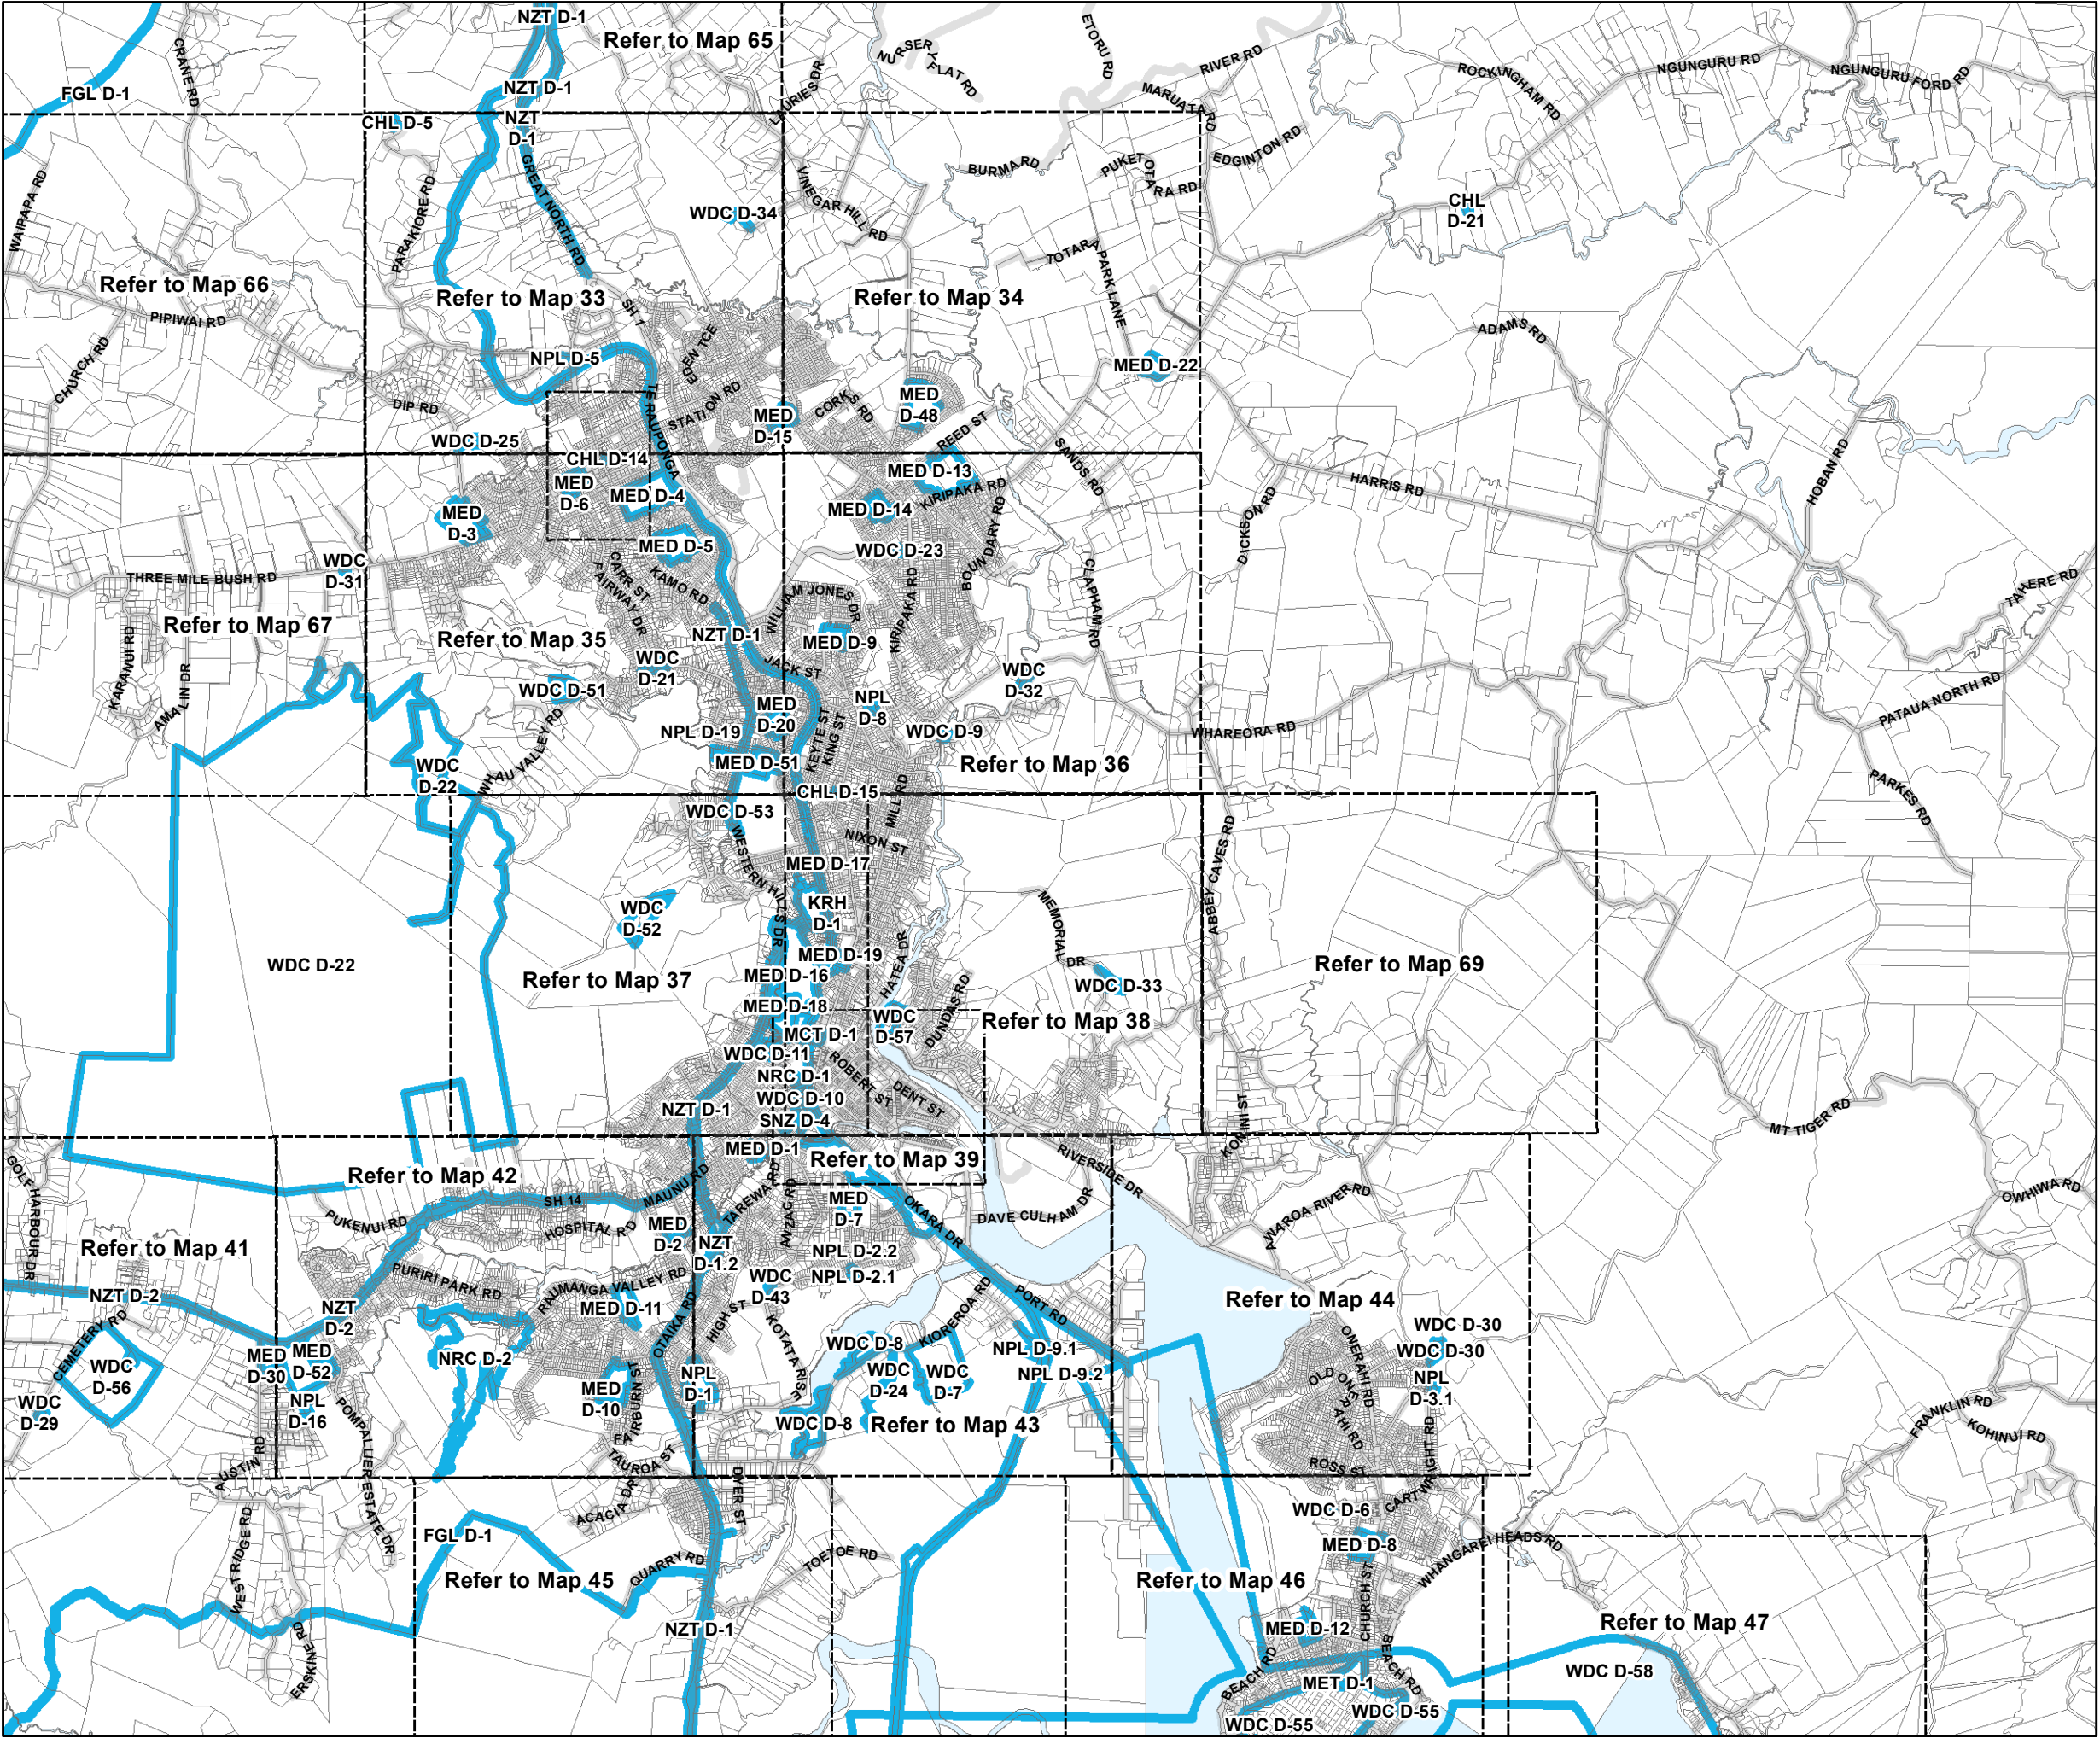 NZT D-1
Refer to Map 65
NURSERY FLAT RD
ETORU RD
RIVER RD
CRANE RD
LAURIES DR
ROCKINGHAM RD
NGUNGURU RD
NGUNGURU FORD RD
FGL D-1
NZT D-1
MARUATA RD
CHL D-5
NZT
D-1
EDGINTON RD
GREAT NORTH RD
BURMA RD
PUKETOTARA RD
WAIPAPA RD
PARAKIORE RD
VINEGAR HILL RD
WDC D-34
CHL
D-21
TOTARA PARK LANE
Refer to Map 66
Refer to Map 33
Refer to Map 34
PIPIWAI RD
SH 1
ADAMS RD
CHURCH RD
EDEN TCE
NPL D-5
MED D-22
TE RAUPONGA
STATION RD
DIP RD
MED
D-15
CORKS RD
MED
D-48
REED ST
WDC D-25
CHL D-14
SANDS RD
HOBAN RD
MED
D-6
MED D-4
MED D-13
KIRIPAKA RD
HARRIS RD
MED
D-3
MED D-14
DICKSON RD
MED D-5
WDC D-23
BOUNDARY RD
WDC
D-31
THREE MILE BUSH RD
CARR ST
FAIRWAY DR
KAMO RD
WILLIAM JONES DR
KIRIPAKA RD
CLAPHAM RD
TAHERE RD
Refer to Map 67
Refer to Map 35
NZT D-1
MED D-9
KARANUI RD
AMALIN DR
WDC
D-21
JACK ST
WDC D-51
WDC
D-32
PATAUA NORTH RD
MED
D-20
NPL
D-8
NPL D-19
KEYTE ST
KING ST
WDC D-9
WHAREORA RD
WHAU VALLEY RD
MED D-51
Refer to Map 36
WDC
D-22
CHL D-15
MILL RD
PARKES RD
WDC D-53
WESTERN HILLS DR
NIXON ST
ABBEY CAVES RD
MED D-17
WDC
D-52
KRH
D-1
MEMORIAL DR
WDC D-22
Refer to Map 37
MED D-19
HATEA DR
MED D-16
Refer to Map 69
WDC D-33
MED D-18
WDC
D-57
DUNDAS RD
Refer to Map 38
MCT D-1
WDC D-11
ROBERT ST
NRC D-1
DENT ST
WDC D-10
NZT D-1
SNZ D-4
KONINI ST
MT TIGER RD
MED D-1
Refer to Map 39
GOLF HARBOUR DR
Refer to Map 42
RIVERSIDE DR
SH 14
MAUNU RD
TAREWA RD
ANZAC RD
MED
D-7
OKARA DR
DAVE CULHAM DR
AWAROA RIVER RD
OWHIWA RD
PUKENUI RD
HOSPITAL RD
MED
D-2
Refer to Map 41
NZT
D-1.2
NPL D-2.2
PURIRI PARK RD
RAUMANGA VALLEY RD
NPL D-2.1
WDC
D-43
NZT D-2
NZT
D-2
MED D-11
OTAIKA RD
HIGH ST
KOTATA RISE
KIOREROA RD
PORT RD
Refer to Map 44
CEMETERY RD
WDC D-8
NPL D-9.1
ONERAHI RD
WDC D-30
WDC D-30
MED
D-30
MED
D-52
NRC D-2
WDC
D-56
WDC
D-24
WDC
D-7
NPL D-9.2
NPL
D-1
MED
D-10
OLD ONERAHI RD
NPL
D-3.1
WDC
D-29
NPL
D-16
FAIRBURN ST
WDC D-8
Refer to Map 43
FRANKLIN RD
KOHINUI RD
POMPALLIER ESTATE DR
AUSTIN RD
TAUROA ST
ROSS ST
CARTWRIGHT RD
DYER ST
ACACIA DR
WDC D-6
FGL D-1
WESTRIDGE RD
QUARRY RD
TOETOE RD
MED D-8
WHANGAREI HEADS RD
Refer to Map 45
Refer to Map 46
CHURCH ST
ERSKINE RD
NZT D-1
MED D-12
Refer to Map 47
BEACH RD
BEACH RD
WDC D-58
MET D-1
WDC D-55
WDC D-55